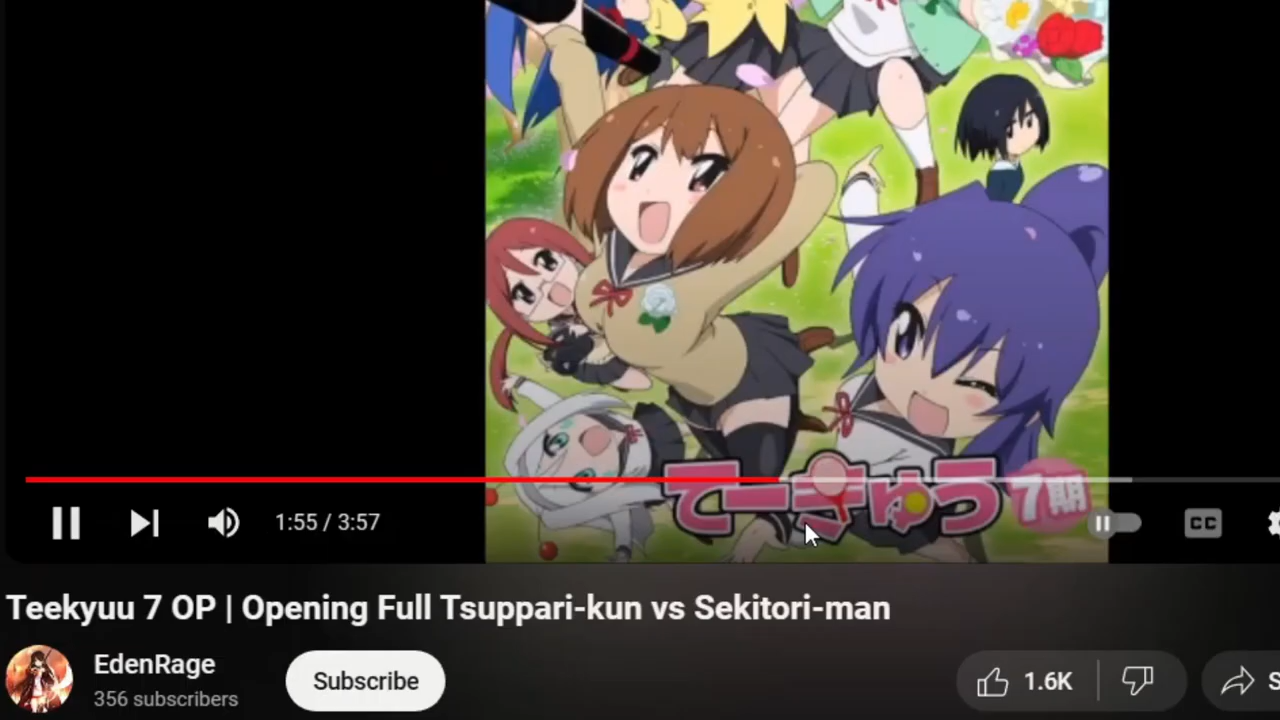 てーきゅう 7期
1:55 / 3:57
CC
Teekyuu 7 OP | Opening Full Tsuppari-kun vs Sekitori-man
EdenRage
356 subscribers
Subscribe
1.6K
S